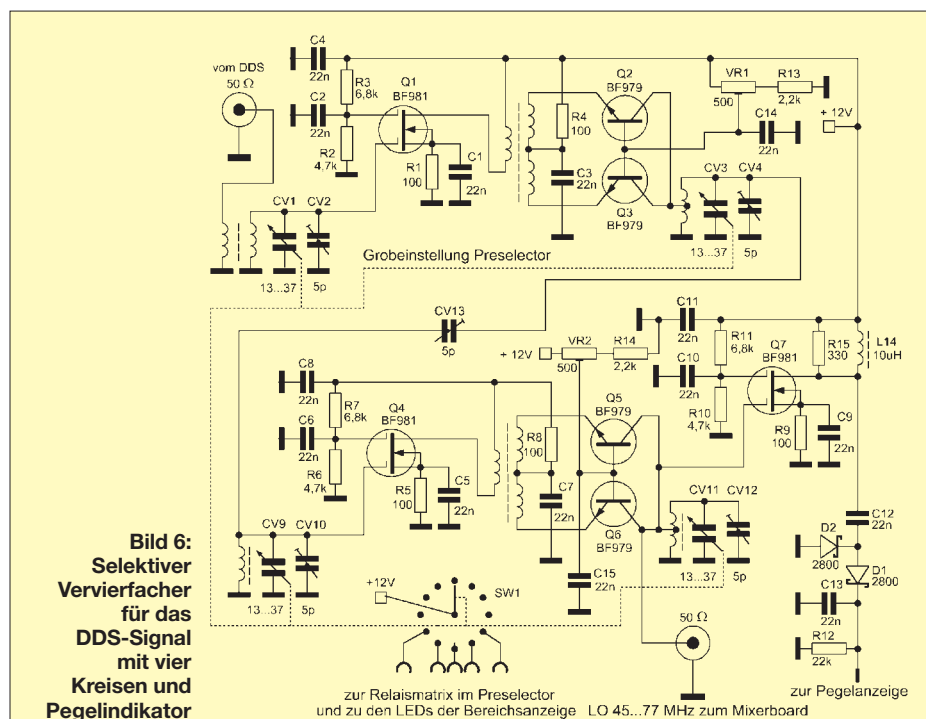 C4
22n
vom DDS
50 Ω
R3
6,8k
Q1
BF981
C2
22n
R2
4,7k
R1
100
C1
22n
Q2
BF979
R4
100
C3
22n
Q3
BF979
VR1
500
R13
2,2k
C14
22n
+ 12V
CV3
CV4
13...37
5p
CV1
CV2
13...37
5p
Grobeinstellung Preselector
CV13
5p
+ 12V
VR2
500
R14
2,2k
C11
22n
C10
22n
R11
6,8k
R10
4,7k
Q7
BF981
R15
330
L14
10uH
R9
100
C9
22n
C8
22n
R7
6,8k
Q4
BF981
C6
22n
R6
4,7k
R5
100
C5
22n
R8
100
C7
22n
Q5
BF979
Q6
BF979
CV11
CV12
13...37
5p
C12
22n
D2
2800
D1
2800
C13
22n
R12
22k
zur Pegelanzeige
CV9
CV10
13...37
5p
C15
22n
+12V
SW1
50 Ω
zur Relaismatrix im Preselector
und zu den LEDs der Bereichsanzeige
LO 45...77 MHz zum Mixerboard
Bild 6:
Selektiver
Vervierfacher
für das
DDS-Signal
mit vier
Kreisen und
Pegelindikator